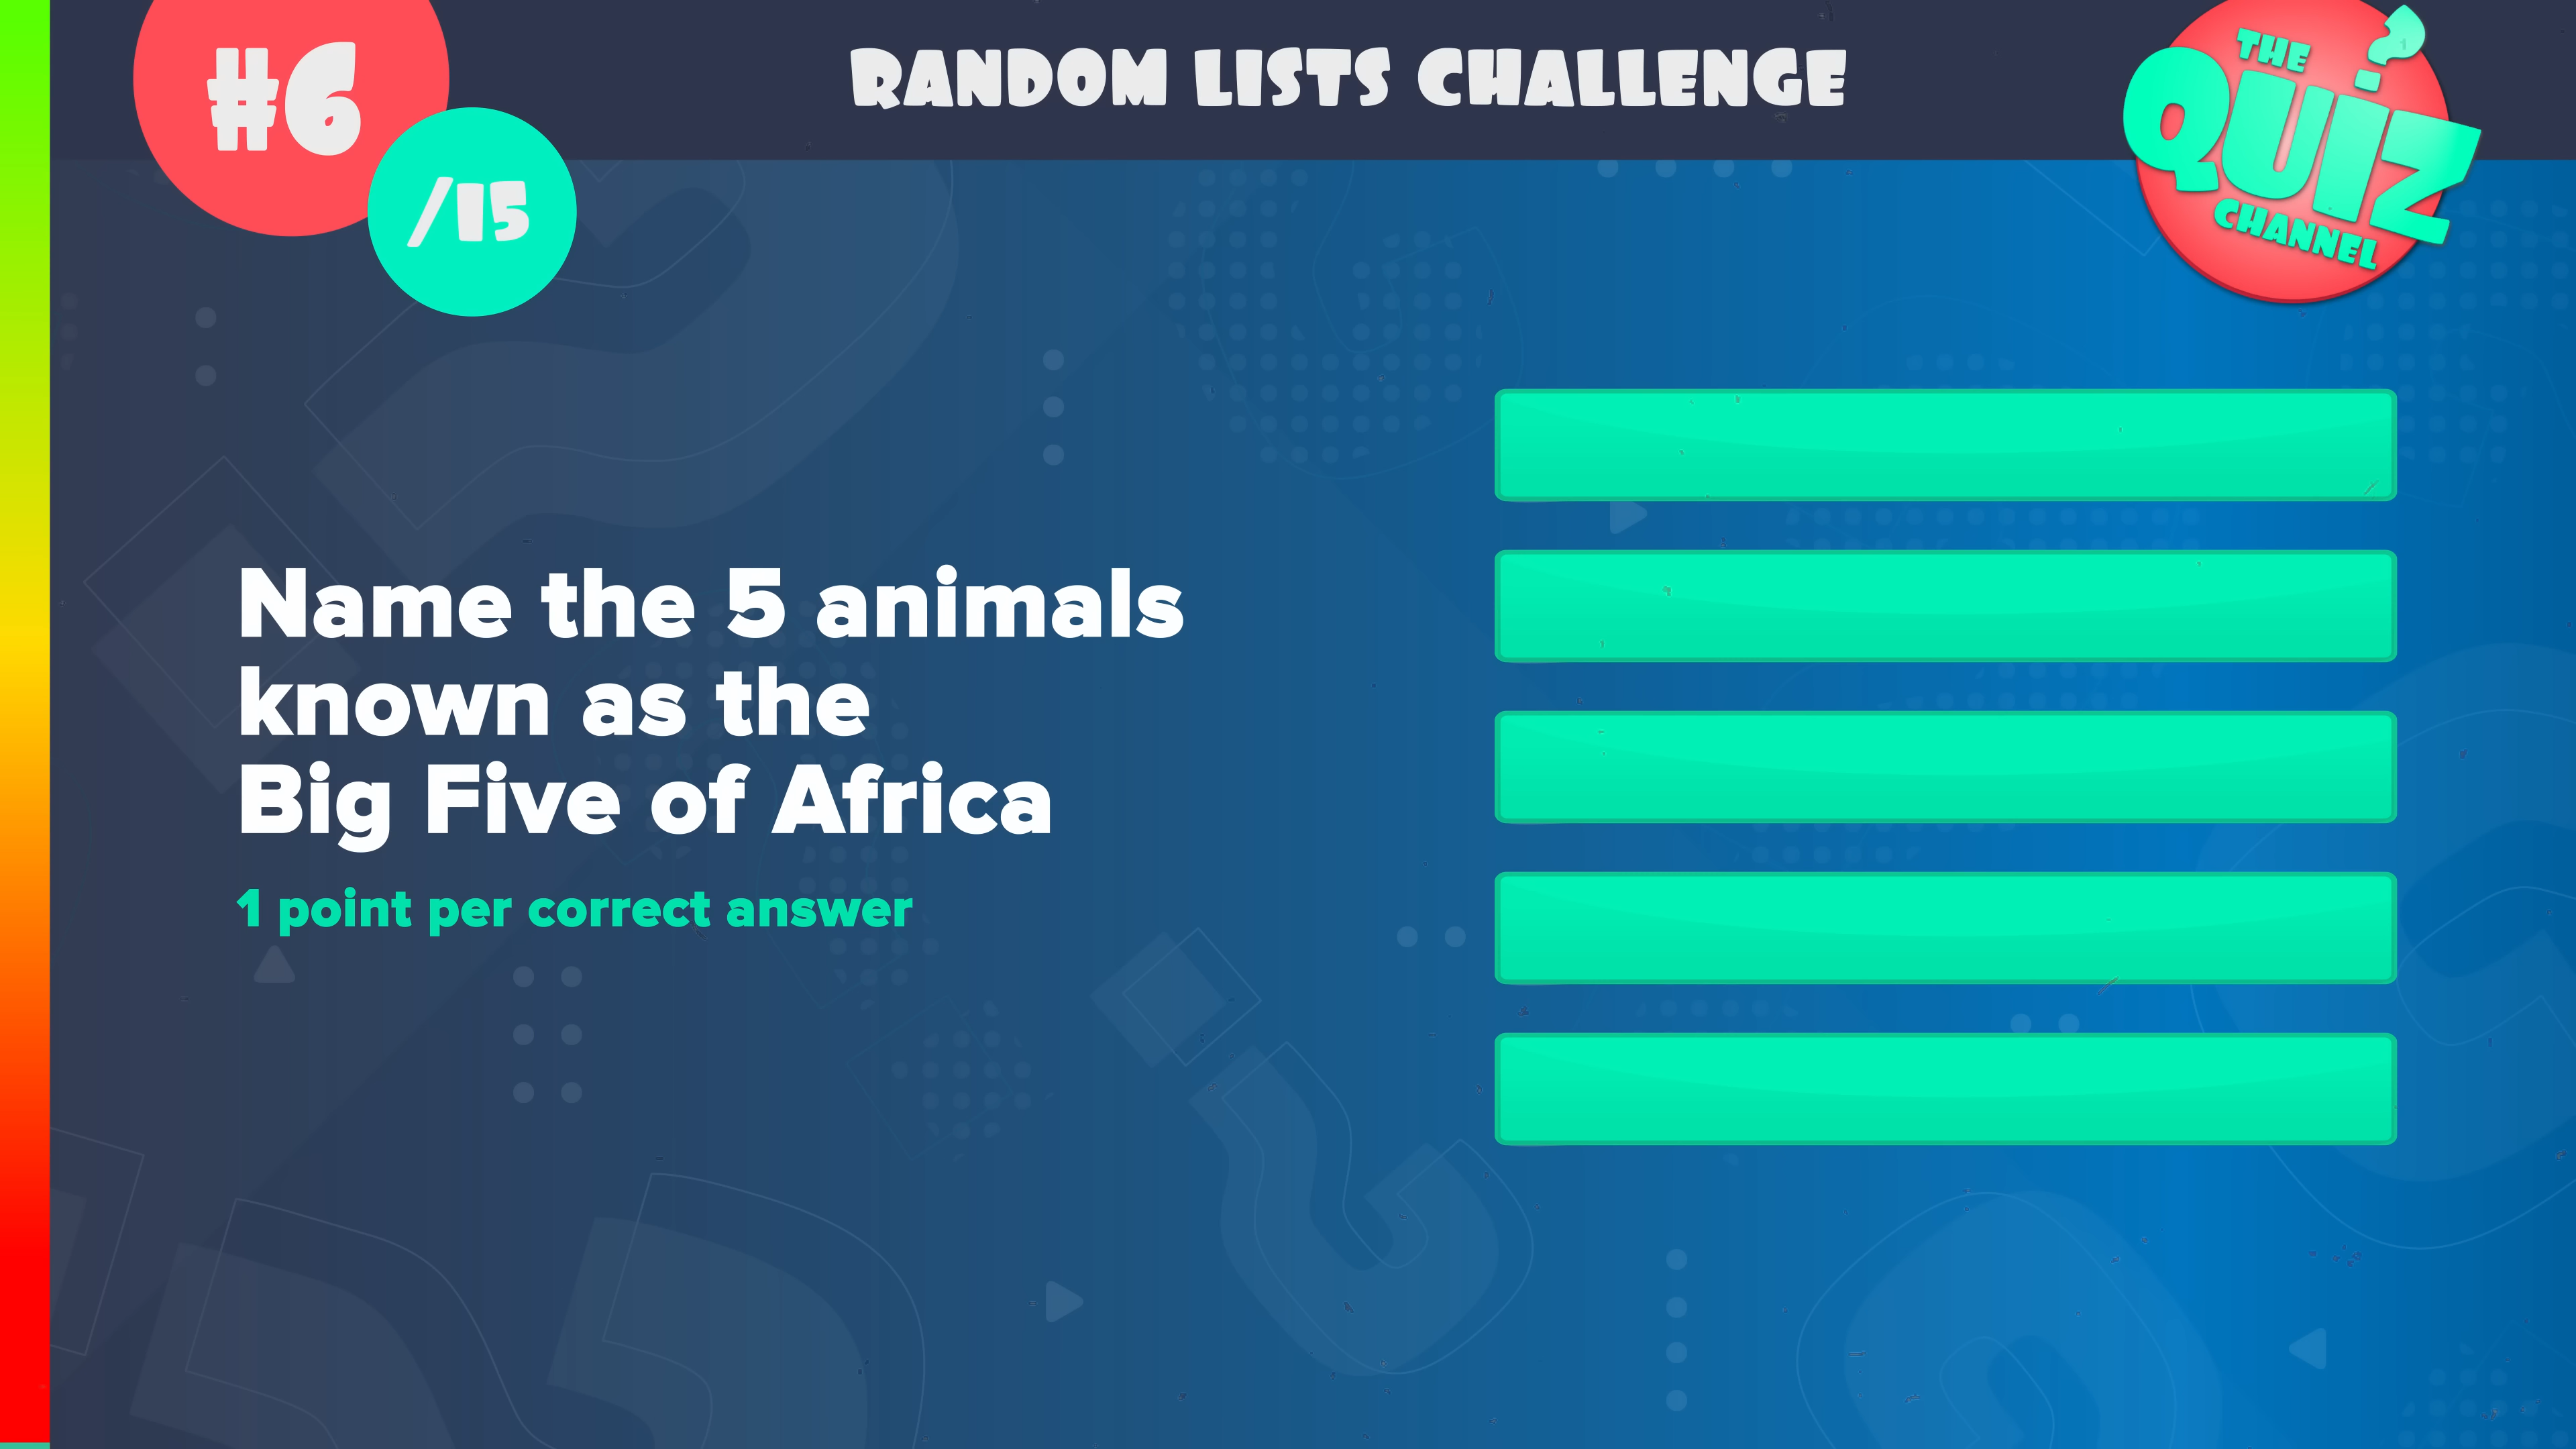 #6
/15
RANDOM LISTS CHALLENGE
THE
QUIZ
CHANNEL
Name the 5 animals
known as the
Big Five of Africa
1 point per correct answer